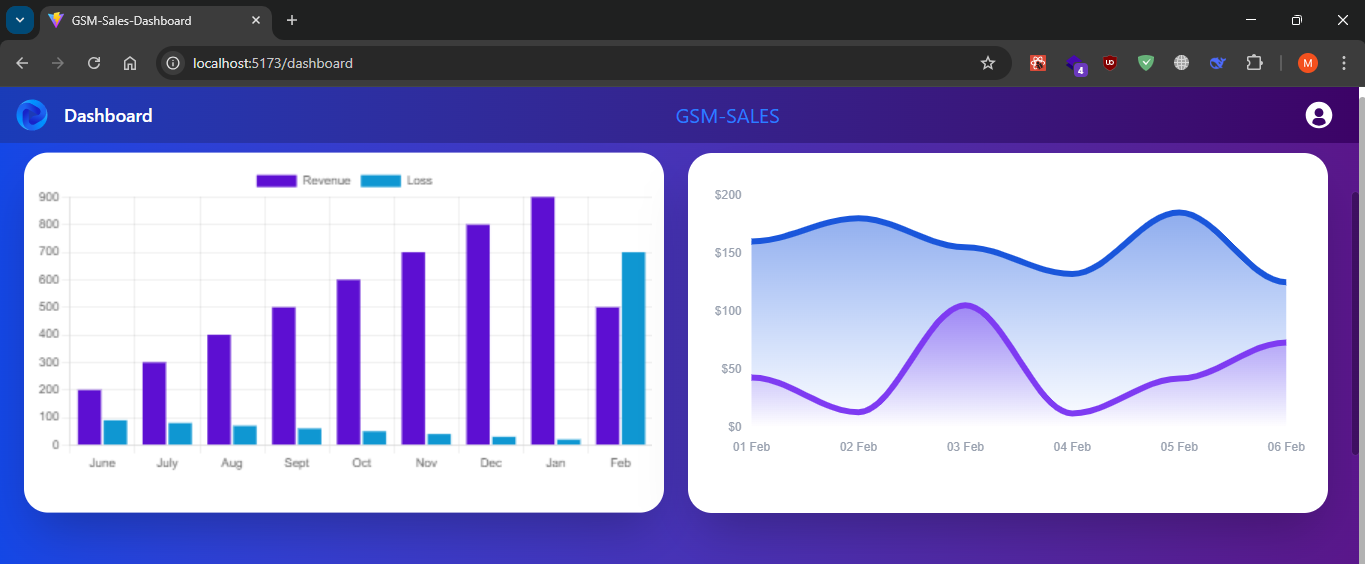 GSM-Sales-Dashboard
localhost:5173/dashboard
UD
4
M
Dashboard
GSM-SALES
Revenue Loss
900
800
700
600
500
400
300
200
100
0
June July Aug Sept Oct Nov Dec Jan Feb
$200
$150
$100
$50
$0
01 Feb 02 Feb 03 Feb 04 Feb 05 Feb 06 Feb